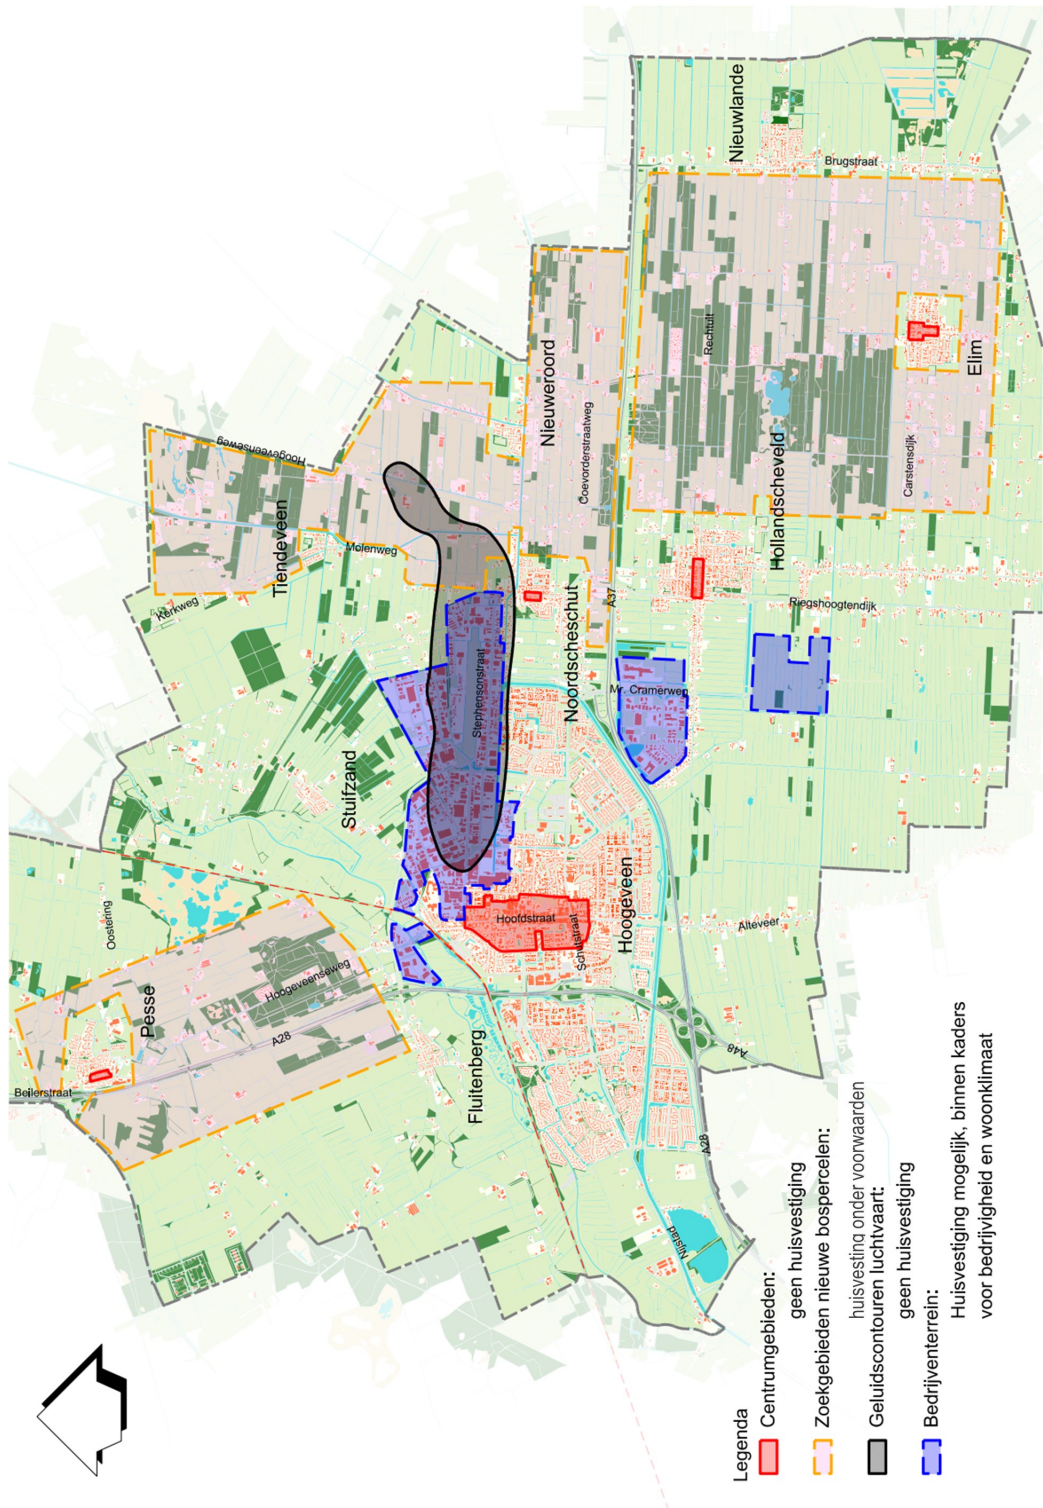 Beilerstraat
Oostering
Pesse
Kerkweg
Hoogeveenseweg
A28
Hoogeveenseweg
Tiendeveen
Stuifzand
Molenweg
Fluitenberg
Stephensonstraat
Hoofdstraat
Nieuweroord
Noordscheschut
Schutstraat
Coevorderstraatweg
A37
Hoogeveen
Mr. Cramerweg
Nijstad
A28
Rechtuit
A48
Nieuwlande
Alteveer
Hollandscheveld
Riegshoogtendijk
Brugstraat
Carstensdijk
Elim
Legenda
Centrumgebieden:
geen huisvestiging
Zoekgebieden nieuwe bospercelen:
huisvesting onder voorwaarden
Geluidscontouren luchtvaart:
geen huisvestiging
Bedrijventerrein:
Huisvestiging mogelijk, binnen kaders
voor bedrijvigheid en woonklimaat